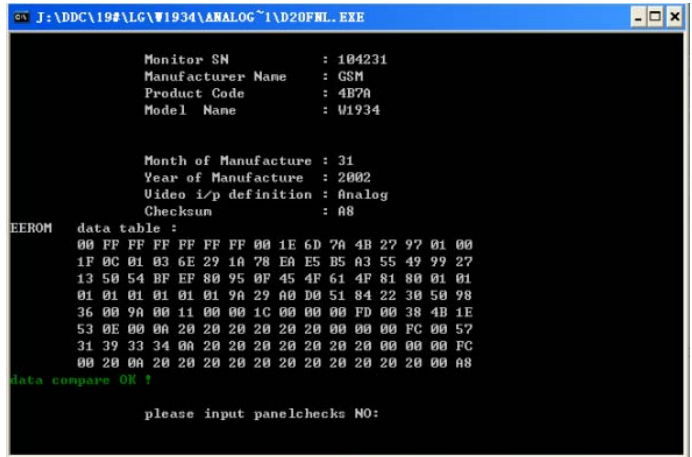 J:\DDC\19#\LG\W1934\ANALOG~1\D20FNL.EXE
Monitor SN : 104231
Manufacturer Name : GSM
Product Code : 4B7A
Model Name : W1934
Month of Manufacture : 31
Year of Manufacture : 2002
Video i/p definition : Analog
Checksum : A8
EEROM data table :
00 FF FF FF FF FF FF 00 1E 6D 7A 4B 27 97 01 00
1F 0C 01 03 6E 29 1A 78 EA E5 B5 A3 55 49 99 27
13 50 54 BF EF 80 95 0F 45 4F 61 4F 81 80 01 01
01 01 01 01 01 01 9A 29 A0 D0 51 84 22 30 50 98
36 00 9A 00 11 00 00 1C 00 00 00 FD 00 38 4B 1E
53 0E 00 0A 20 20 20 20 20 20 00 00 00 FC 00 57
31 39 33 34 0A 20 20 20 20 20 20 20 00 00 00 FC
00 20 0A 20 20 20 20 20 20 20 20 20 20 20 00 A8
data compare OK !
please input panelchecks NO: